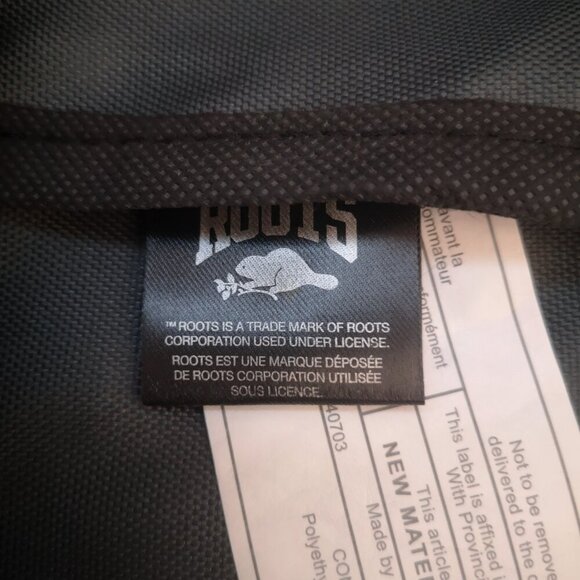 ROOTS
™ ROOTS IS A TRADE MARK OF ROOTS
CORPORATION USED UNDER LICENSE.
ROOTS EST UNE MARQUE DÉPOSÉE
DE ROOTS CORPORATION UTILISÉE
SOUS LICENCE.
avant la
formément
40703
Not to be remove
delivered to the
This label is affixed
With Provinc
This article
NEW MATE
Made by
Polyethy